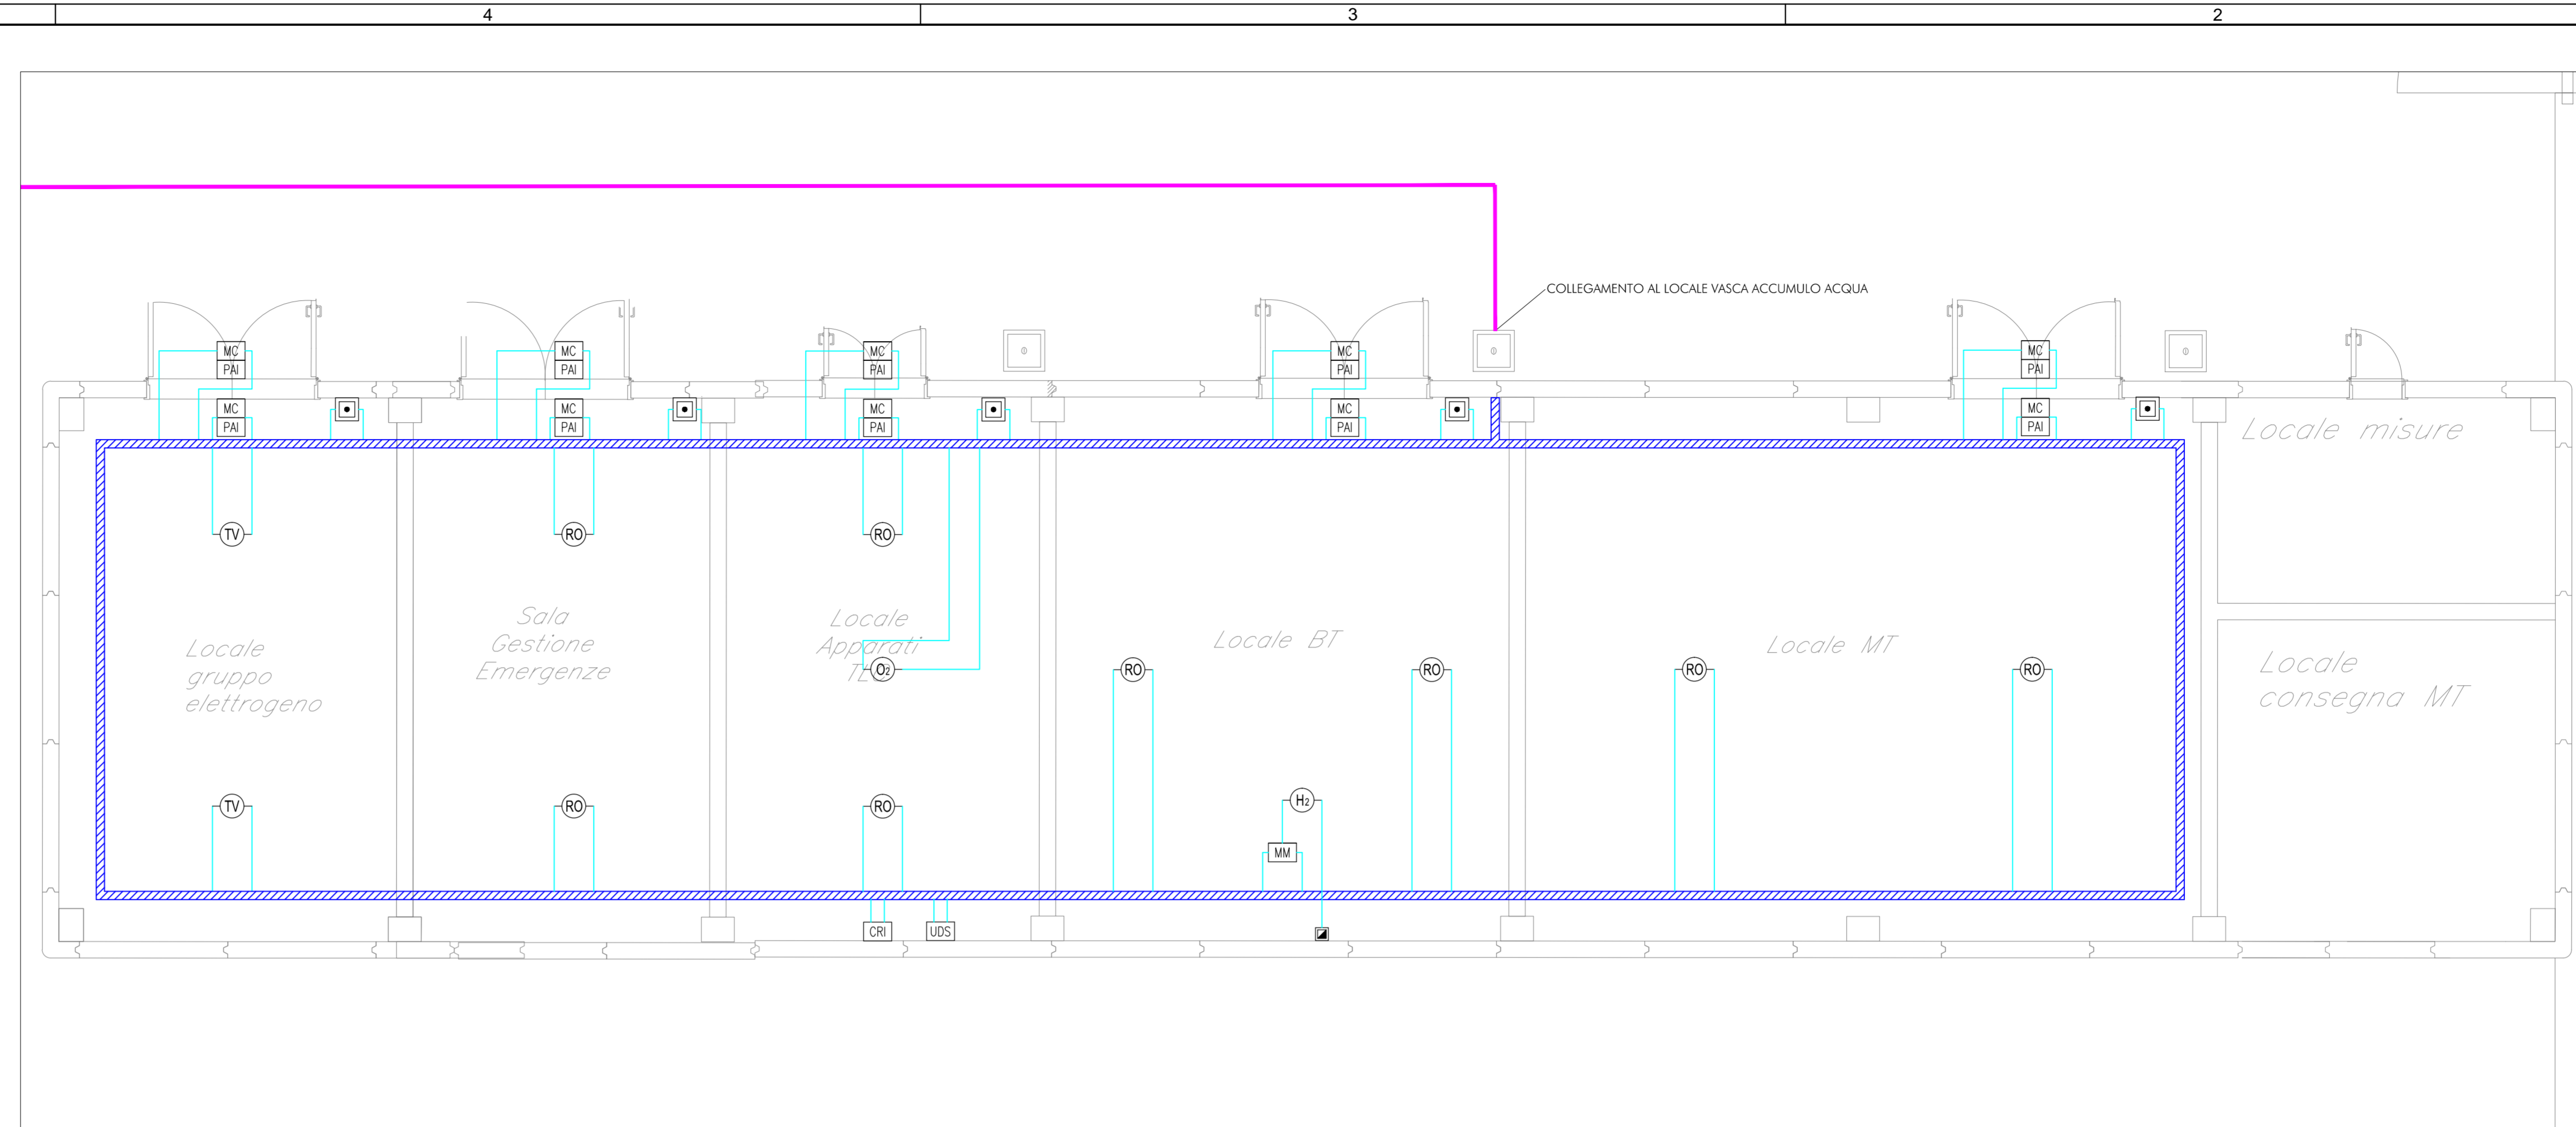 4 3 2
COLLEGAMENTO AL LOCALE VASCA ACCUMULO ACQUA
MC MC MC MC MC
PAI PAI PAI PAI PAI
MC MC MC MC MC
PAI PAI PAI PAI PAI
Locale misure
TV RO RO
Locale
gruppo
elettrogeno
Sala
Gestione
Emergenze
Locale
Apparati
TLC
O2
Locale BT
Locale MT
Locale
consegna MT
RO RO RO RO
H2
TV RO RO
MM
CRI UDS